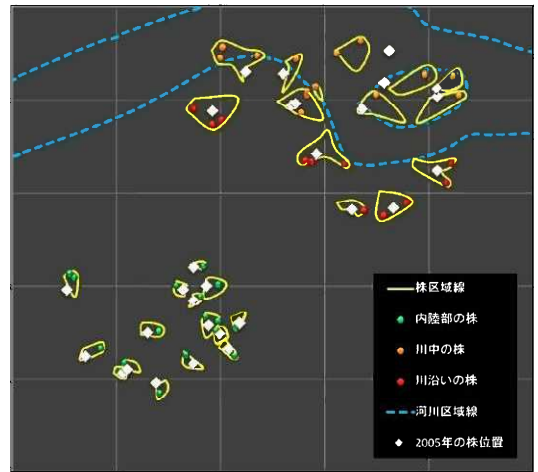 株区域線
内陸部の株
川中の株
川沿いの株
河川区域線
2005年の株位置